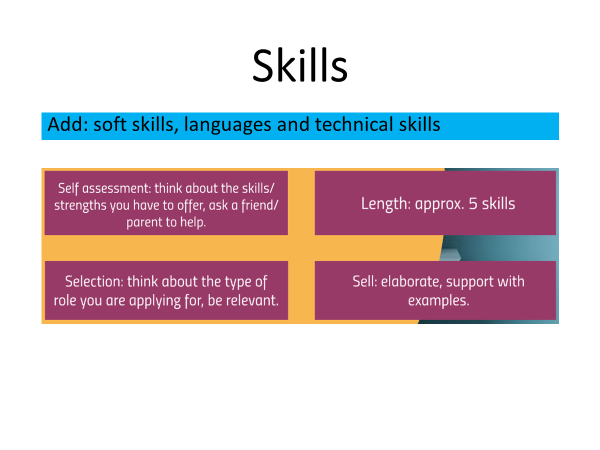 Skills
Add: soft skills, languages and technical skills
Self assessment: think about the skills/
strengths you have to offer, ask a friend/
parent to help.
Length: approx. 5 skills
Selection: think about the type of
role you are applying for, be relevant.
Sell: elaborate, support with
examples.